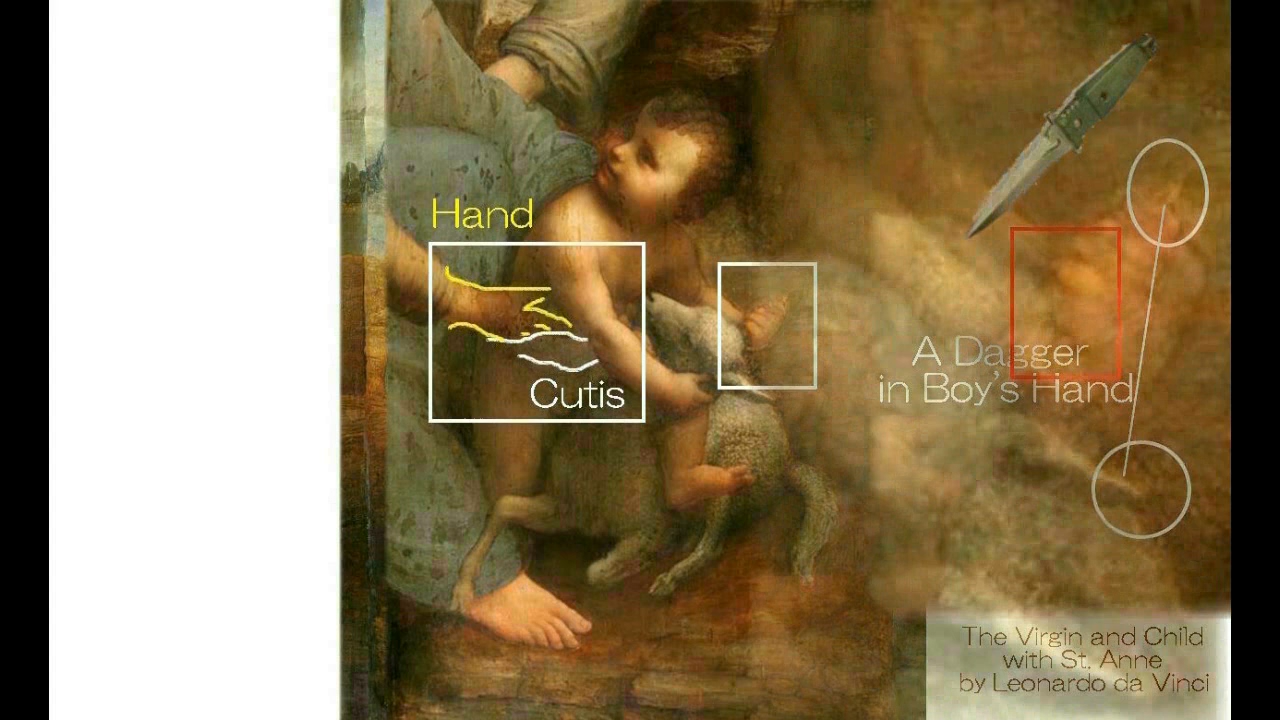 Hand
Cutis
A Dagger
in Boy's Hand
The Virgin and Child
with St. Anne
by Leonardo da Vinci